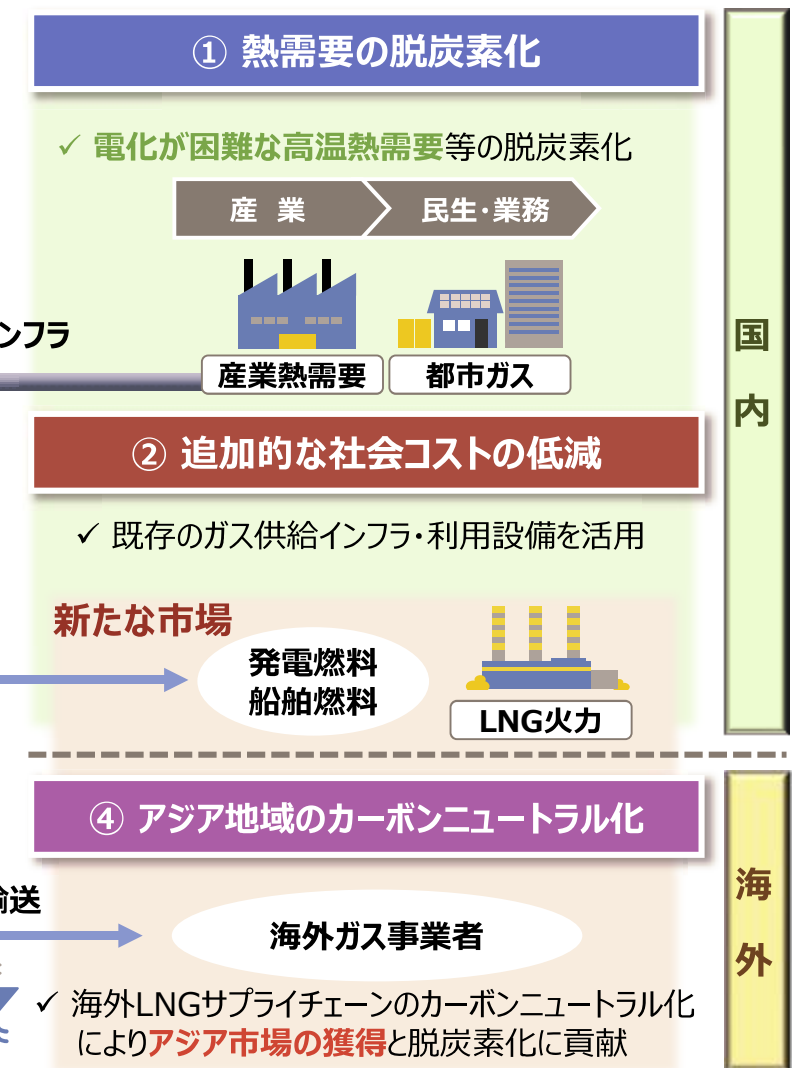 ① 熱需要の脱炭素化
✓ 電化が困難な高温熱需要等の脱炭素化
産 業
民生・業務
ンフラ
産業熱需要
都市ガス
国内
② 追加的な社会コストの低減
✓ 既存のガス供給インフラ・利用設備を活用
新たな市場
発電燃料
船舶燃料
LNG火力
④ アジア地域のカーボンニュートラル化
送
海外ガス事業者
海外
✓ 海外LNGサプライチェーンのカーボンニュートラル化
によりアジア市場の獲得と脱炭素化に貢献